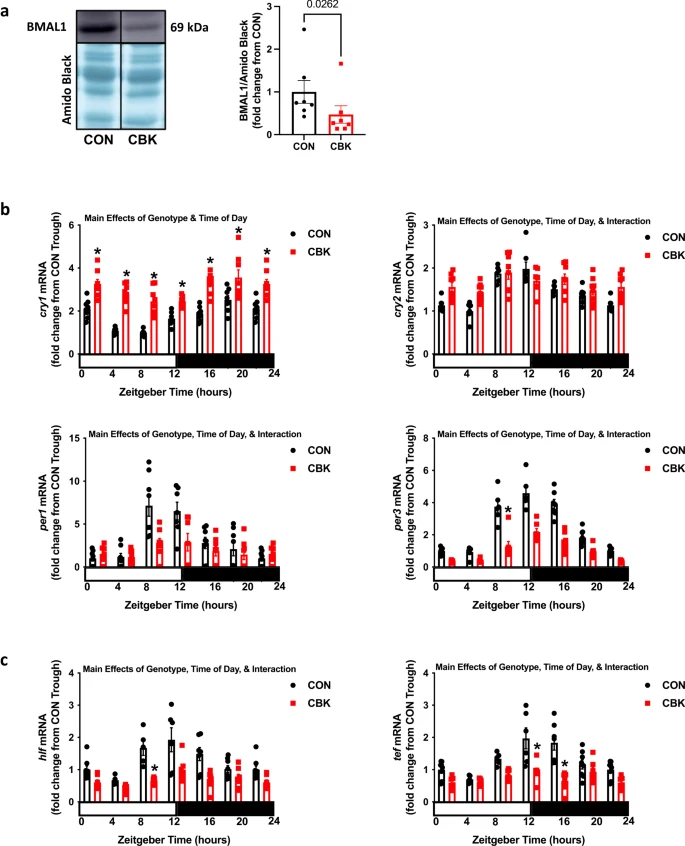 a
BMAL1
69 kDa
Amido Black
CON CBK
0.0262
BMAL1/Amido Black
(fold change from CON)
3
2
1
0
CON CBK
b
Main Effects of Genotype & Time of Day
cry1 mRNA
(fold change from CON Trough)
6
4
2
0
* * * * * * *
CON
CBK
0 4 8 12 16 20 24
Zeitgeber Time (hours)
Main Effects of Genotype, Time of Day, & Interaction
cry2 mRNA
(fold change from CON Trough)
3
2
1
0
CON
CBK
0 4 8 12 16 20 24
Zeitgeber Time (hours)
Main Effects of Genotype, Time of Day, & Interaction
per1 mRNA
(fold change from CON Trough)
15
10
5
0
CON
CBK
0 4 8 12 16 20 24
Zeitgeber Time (hours)
Main Effects of Genotype, Time of Day, & Interaction
per3 mRNA
(fold change from CON Trough)
8
6
4
2
0
*
CON
CBK
0 4 8 12 16 20 24
Zeitgeber Time (hours)
c
Main Effects of Genotype, Time of Day, & Interaction
hlf mRNA
(fold change from CON Trough)
4
3
2
1
0
*
CON
CBK
0 4 8 12 16 20 24
Zeitgeber Time (hours)
Main Effects of Genotype, Time of Day, & Interaction
tef mRNA
(fold change from CON Trough)
4
3
2
1
0
* *
CON
CBK
0 4 8 12 16 20 24
Zeitgeber Time (hours)